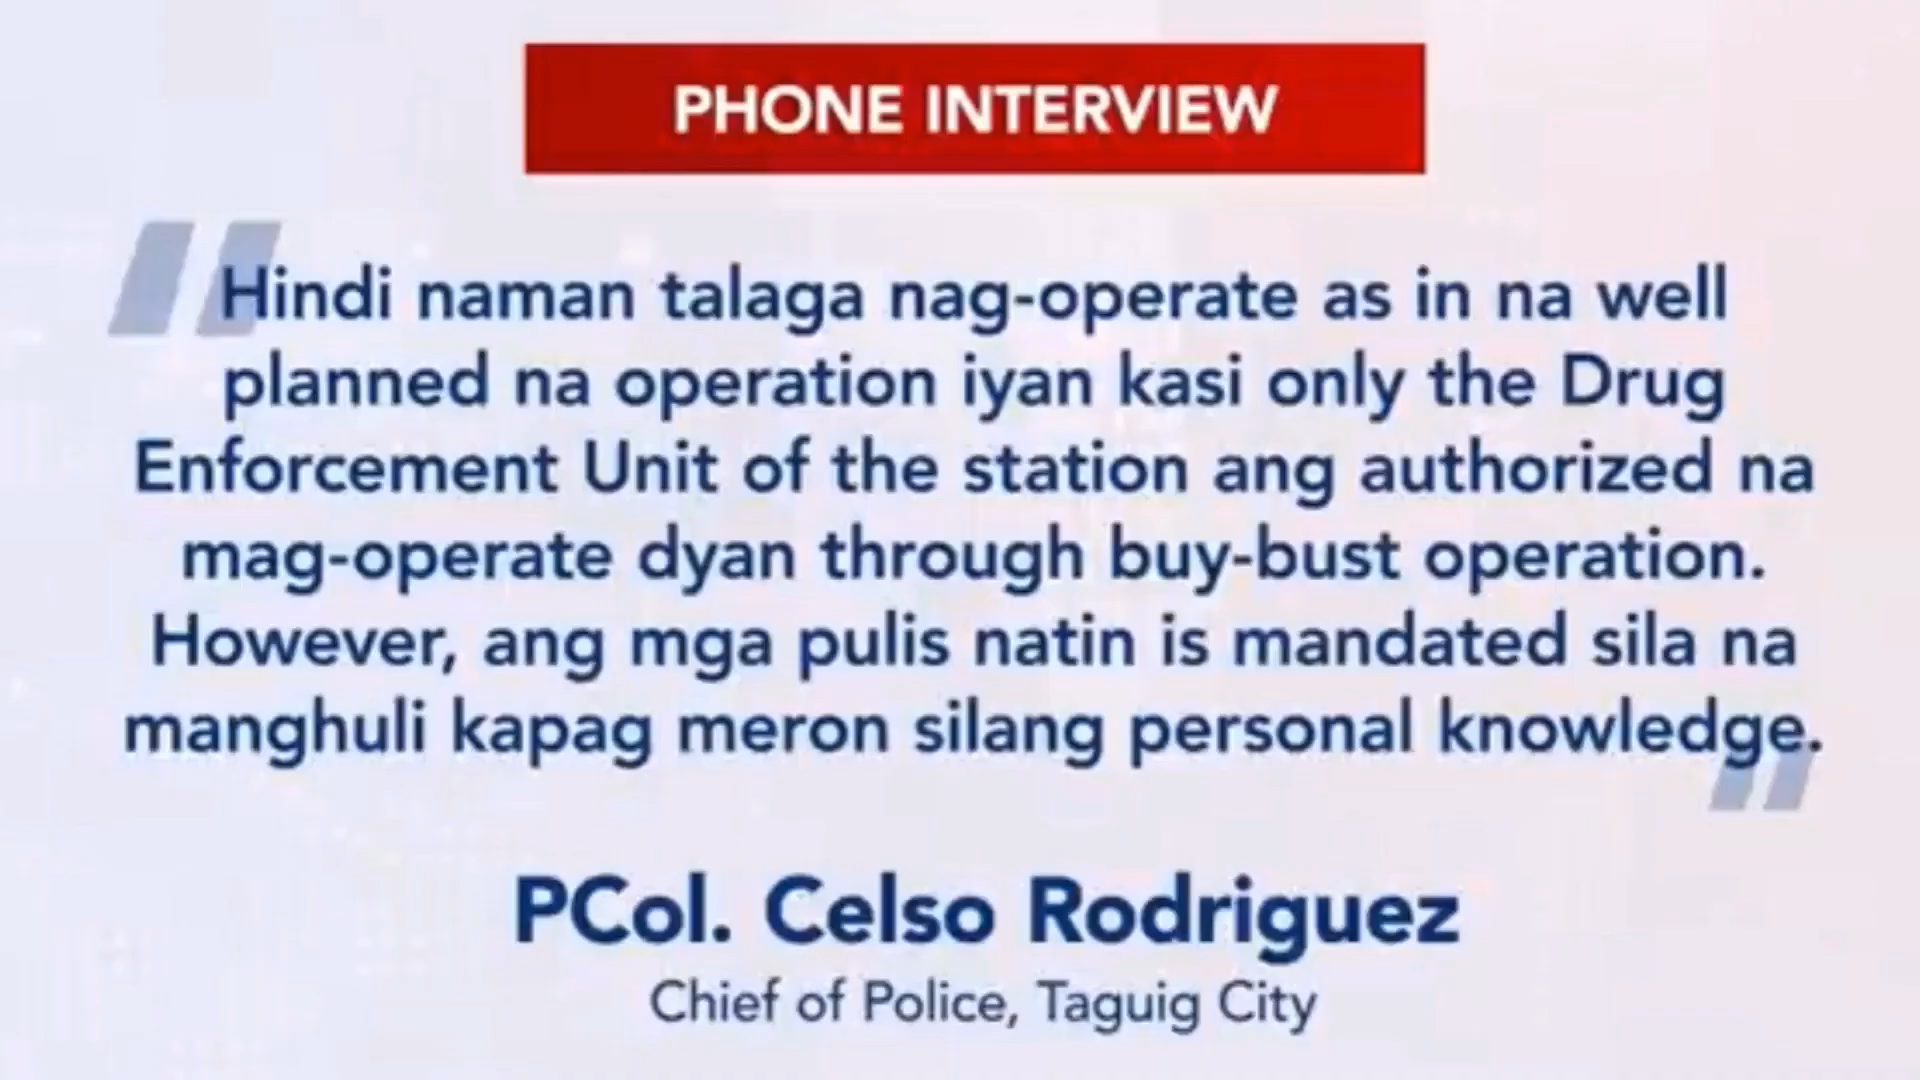 PHONE INTERVIEW
"Hindi naman talaga nag-operate as in na well
planned na operation iyan kasi only the Drug
Enforcement Unit of the station ang authorized na
mag-operate dyan through buy-bust operation.
However, ang mga pulis natin is mandated sila na
manghuli kapag meron silang personal knowledge."
PCol. Celso Rodriguez
Chief of Police, Taguig City